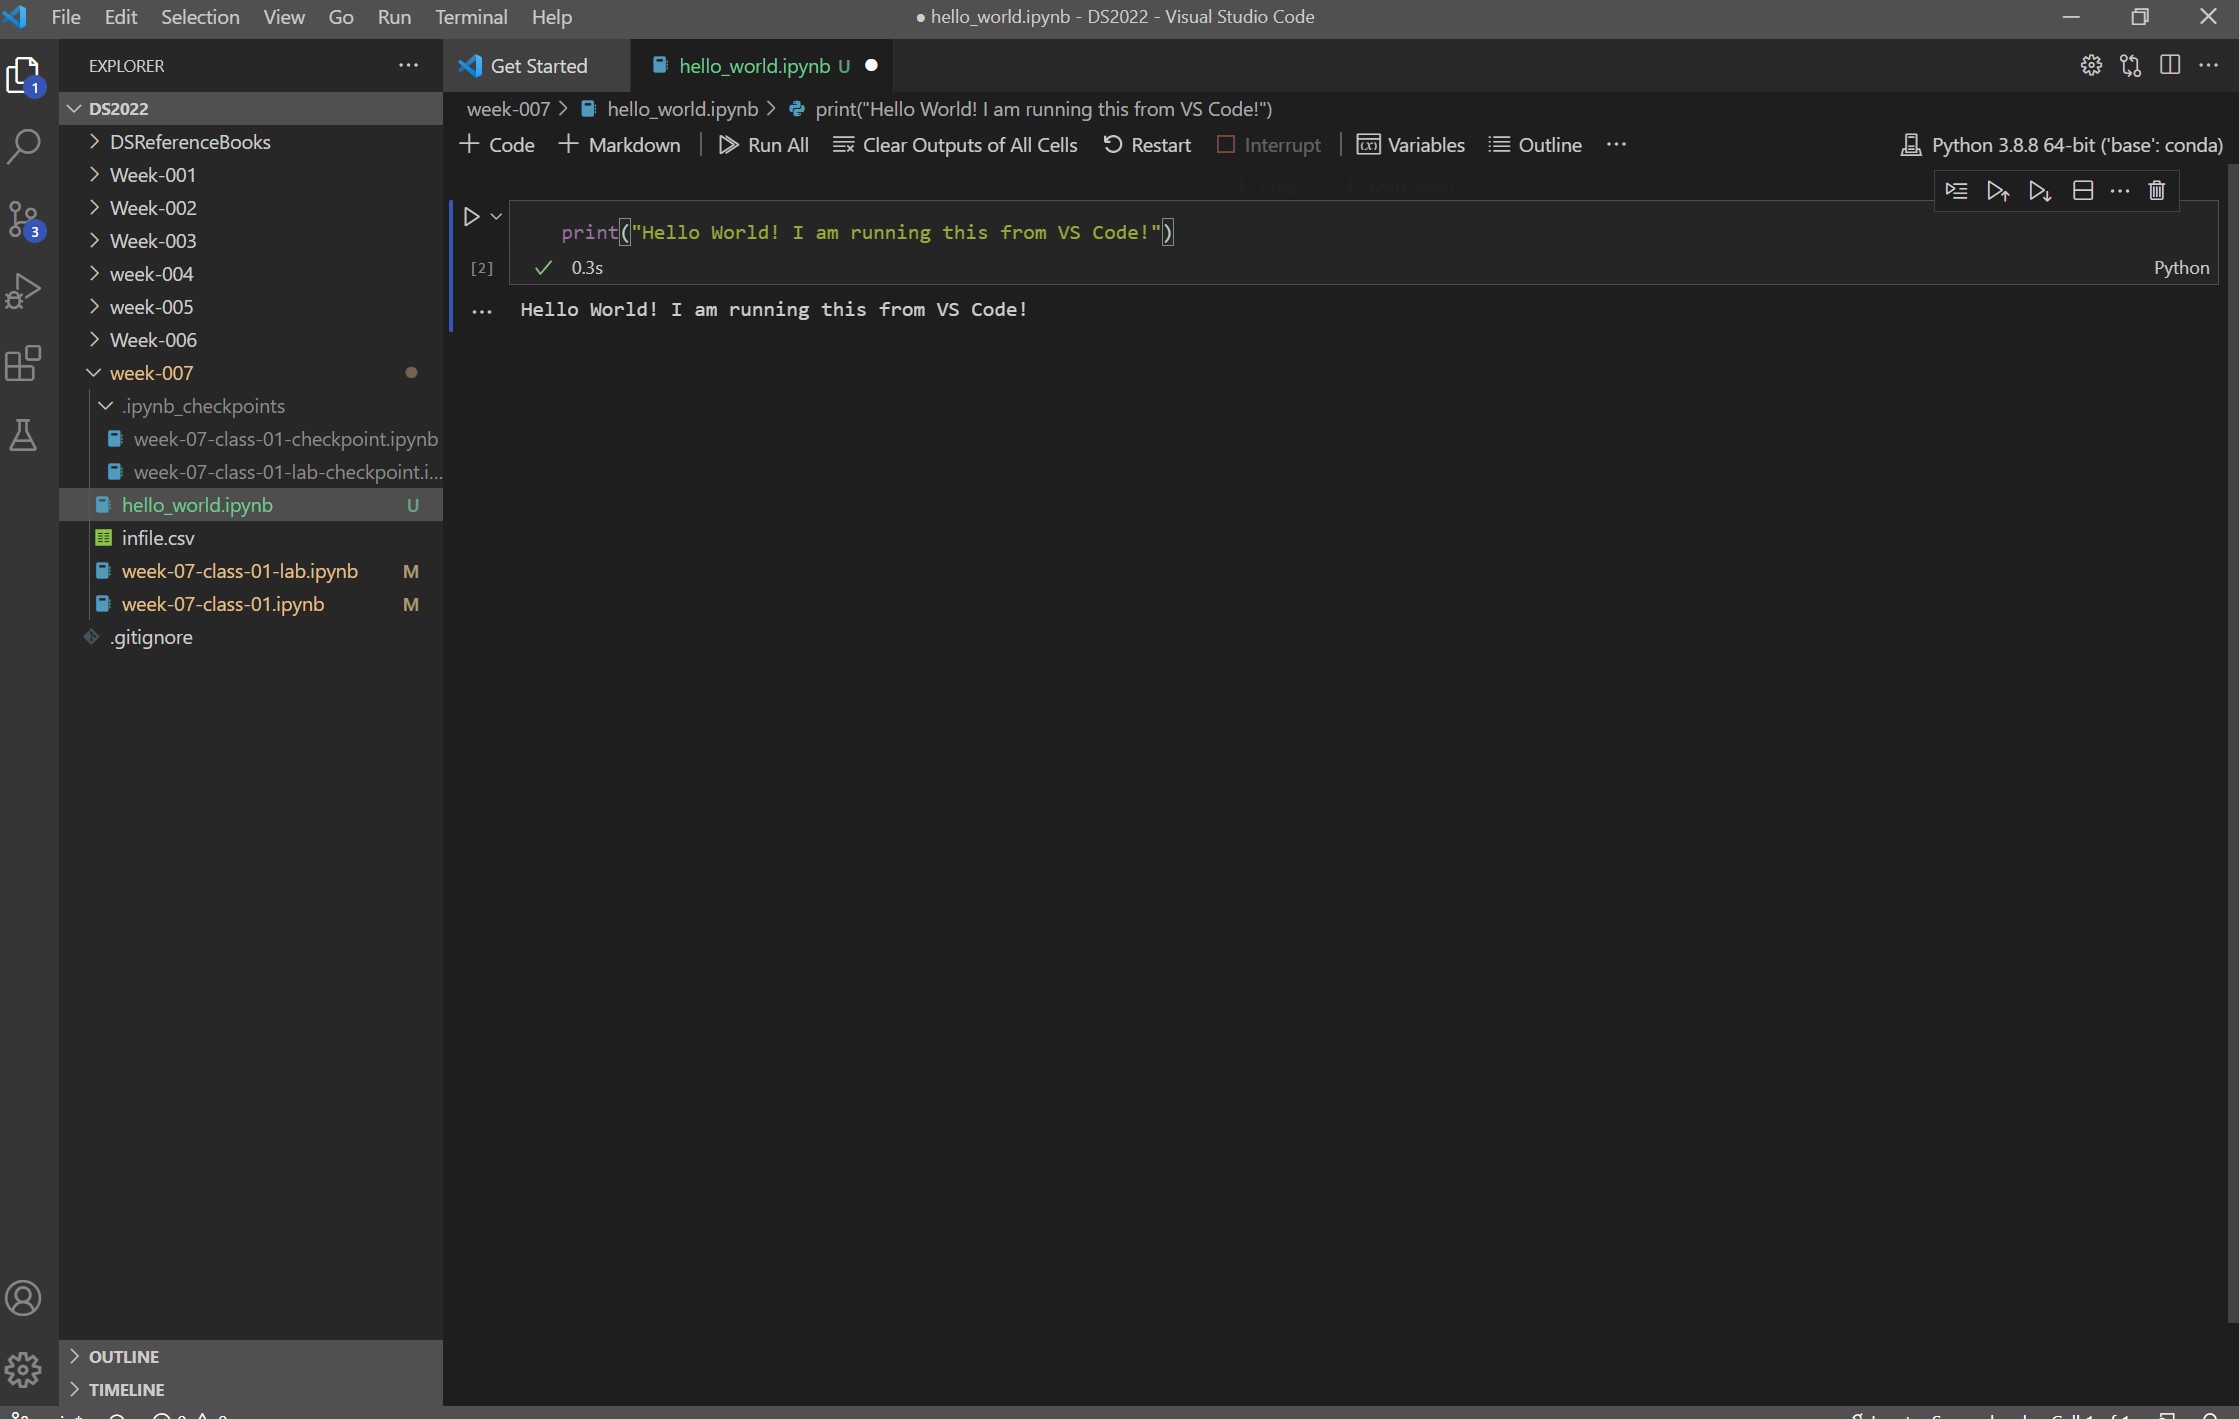 File Edit Selection View Go Run Terminal Help
● hello_world.ipynb - DS2022 - Visual Studio Code
EXPLORER ...
Get Started
hello_world.ipynb U ●
DS2022
week-007 > hello_world.ipynb > print("Hello World! I am running this from VS Code!")
+ Code + Markdown | Run All Clear Outputs of All Cells Restart Interrupt | Variables Outline ...
Python 3.8.8 64-bit ('base': conda)
print("Hello World! I am running this from VS Code!")
[2] ✓ 0.3s
Python
... Hello World! I am running this from VS Code!
1
3
DSReferenceBooks
Week-001
Week-002
Week-003
week-004
week-005
Week-006
week-007
.ipynb_checkpoints
week-07-class-01-checkpoint.ipynb
week-07-class-01-lab-checkpoint.i...
hello_world.ipynb U
infile.csv
week-07-class-01-lab.ipynb M
week-07-class-01.ipynb M
.gitignore
OUTLINE
TIMELINE